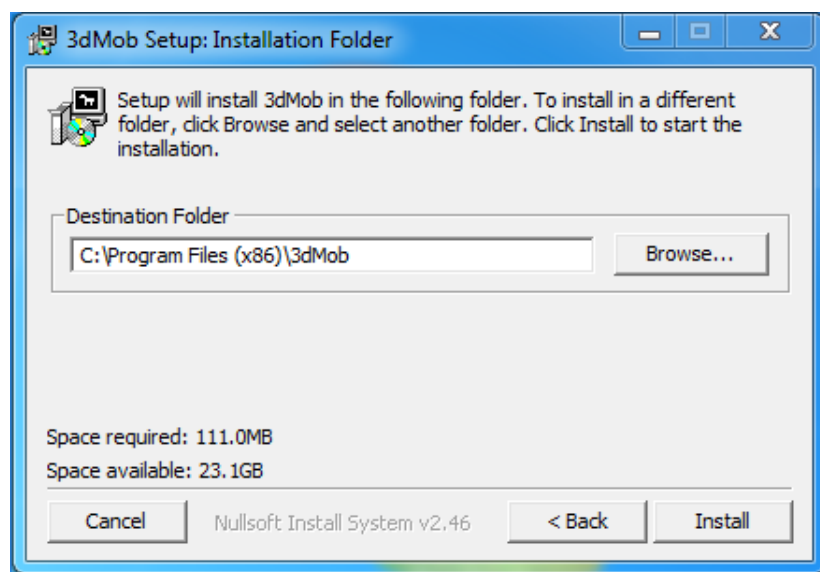 3dMob Setup: Installation Folder
Setup will install 3dMob in the following folder. To install in a different
folder, click Browse and select another folder. Click Install to start the
installation.
Destination Folder
C:\Program Files (x86)\3dMob
Browse...
Space required: 111.0MB
Space available: 23.1GB
Cancel
Nullsoft Install System v2.46
< Back
Install